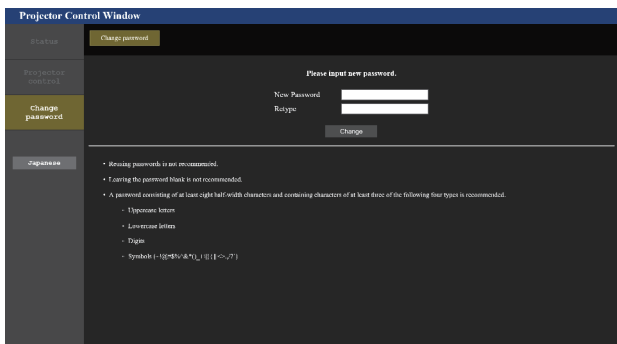 Projector Control Window
Status
Change password
Projector
control
Please input new password.
New Password
Retype
Change
password
Change
Japanese
• Reusing passwords is not recommended.
• Leaving the password blank is not recommended.
• A password consisting of at least eight half-width characters and containing characters of at least three of the following four types is recommended.
◦ Uppercase letters
◦ Lowercase letters
◦ Digits
◦ Symbols